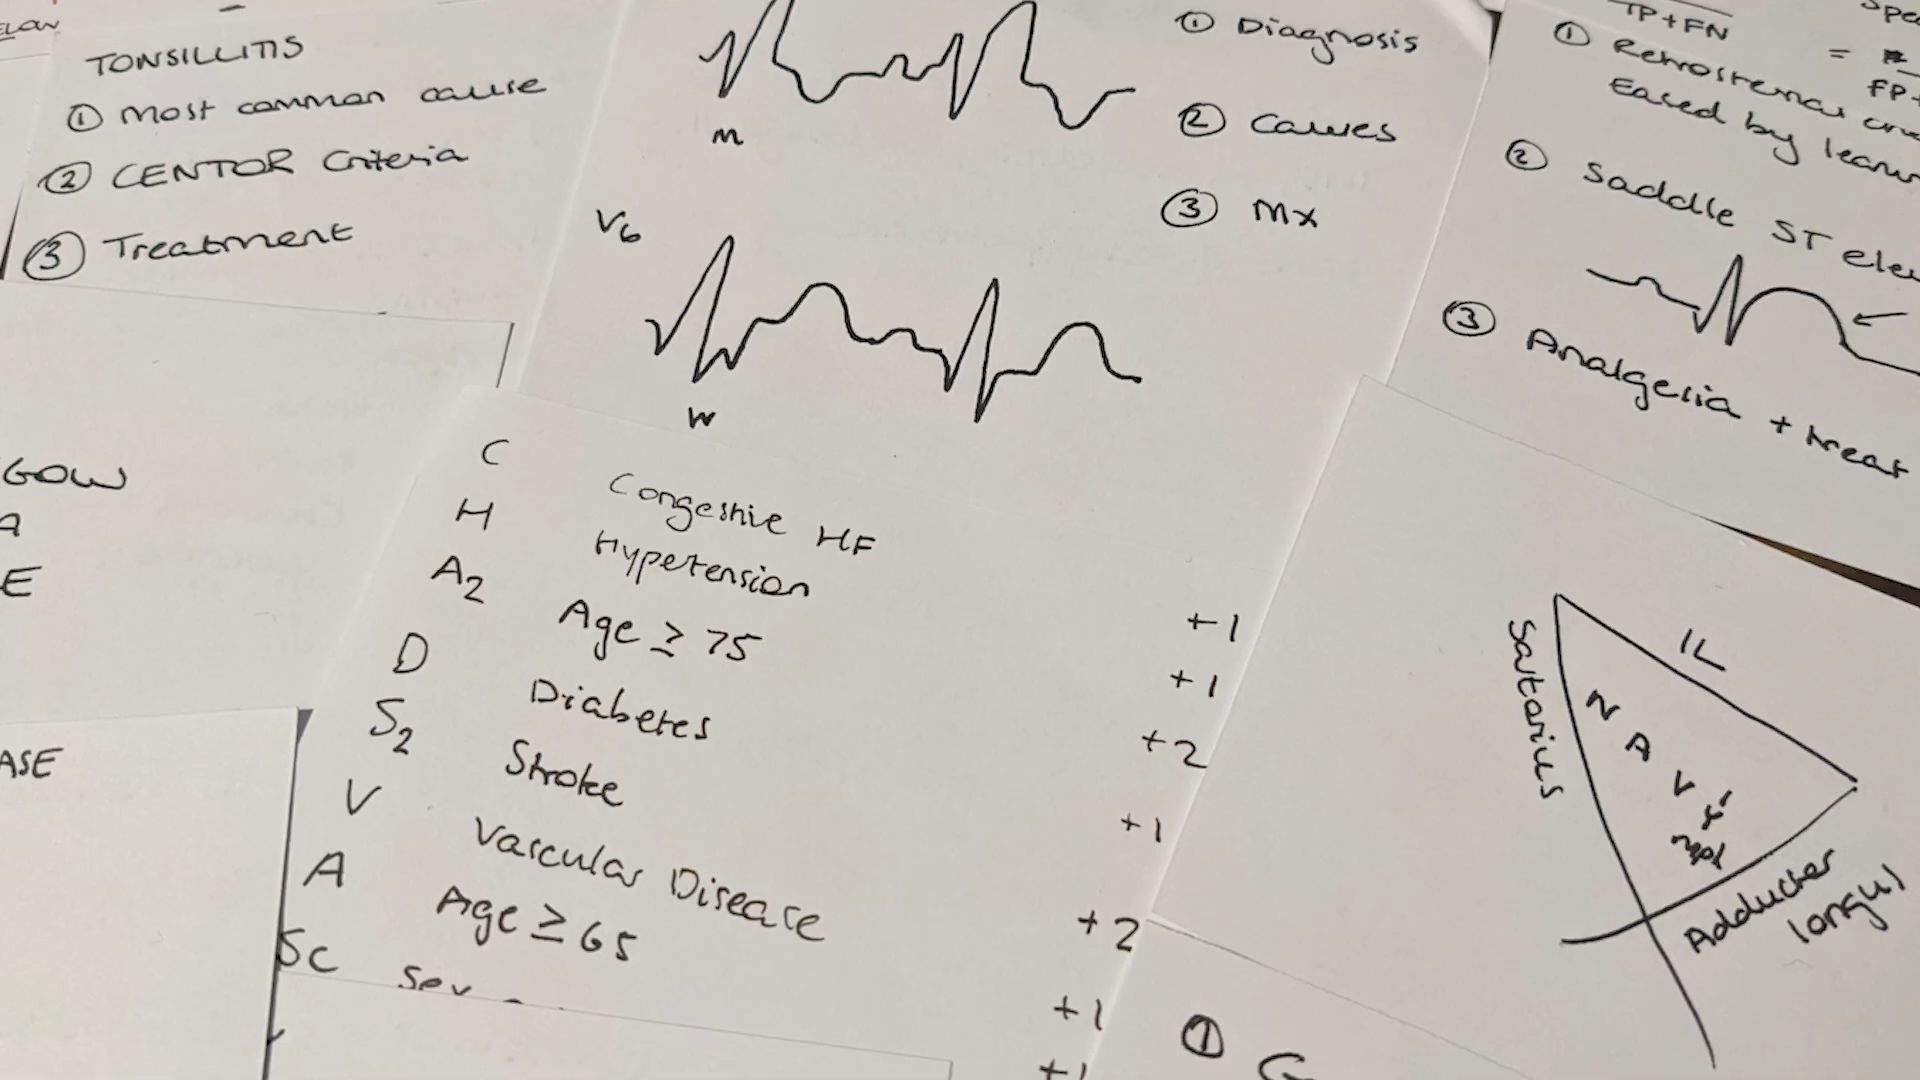 TONSILLITIS
① Most common cause
② CENTOR Criteria
③ Treatment
M
V6
W
① Diagnosis
② Causes
③ Mx
TP+FN
=
① Retrosternal
Eased by
② Saddle ST
③ Analgesia + treat
GOW
A
E
ASE
C Congestive HF +1
H Hypertension +1
A2 Age ≥ 75 +2
D Diabetes +1
S2 Stroke +2
V Vascular Disease +1
A Age ≥ 65 +1
Sc
Sartorius
IL
N
A
V
Y
Adductor
longus
①